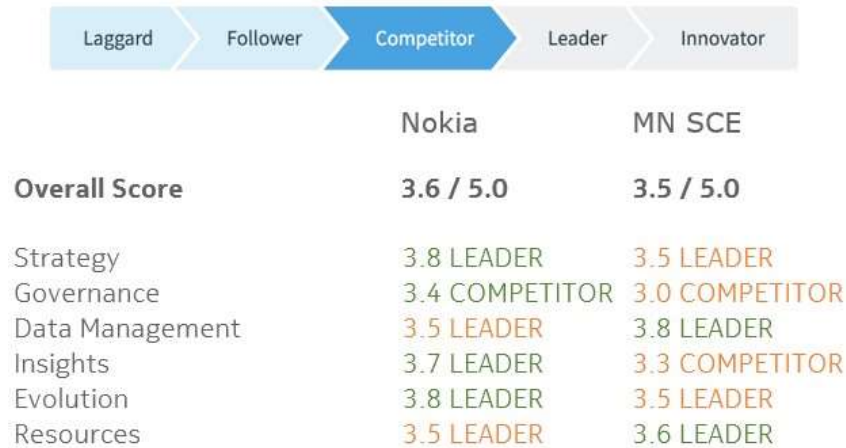 Laggard Follower Competitor Leader Innovator
Nokia MN SCE
Overall Score 3.6 / 5.0 3.5 / 5.0
Strategy 3.8 LEADER 3.5 LEADER
Governance 3.4 COMPETITOR 3.0 COMPETITOR
Data Management 3.5 LEADER 3.8 LEADER
Insights 3.7 LEADER 3.3 COMPETITOR
Evolution 3.8 LEADER 3.5 LEADER
Resources 3.5 LEADER 3.6 LEADER